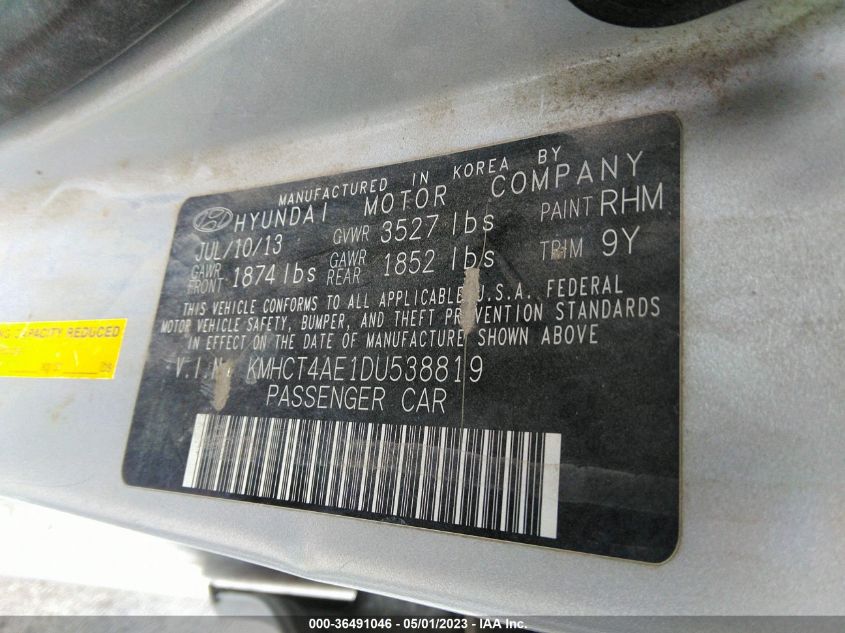 MANUFACTURED IN KOREA BY
HYUNDAI MOTOR COMPANY
JUL/10/13 GVWR 3527 lbs PAINT RHM
GAWR FRONT 1874 lbs GAWR REAR 1852 lbs TRIM 9Y
THIS VEHICLE CONFORMS TO ALL APPLICABLE U.S.A. FEDERAL
MOTOR VEHICLE SAFETY, BUMPER, AND THEFT PREVENTION STANDARDS
IN EFFECT ON THE DATE OF MANUFACTURE SHOWN ABOVE
V.I.N. KMHCT4AE1DU538819
PASSENGER CAR
CAPACITY REDUCED
000-36491046 - 05/01/2023 - IAA Inc.